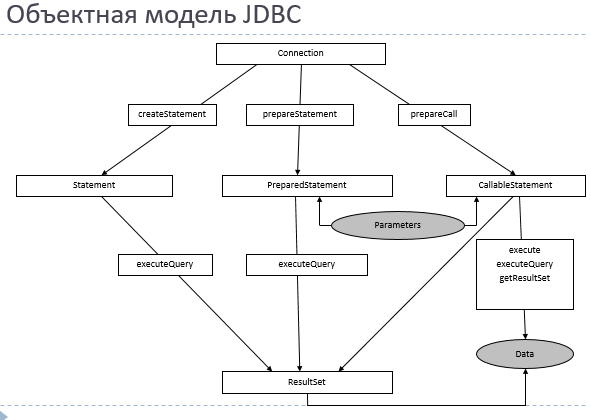 Объектная модель JDBC
Connection
createStatement
prepareStatement
prepareCall
Statement
PreparedStatement
CallableStatement
Parameters
executeQuery
executeQuery
execute
executeQuery
getResultSet
Data
ResultSet